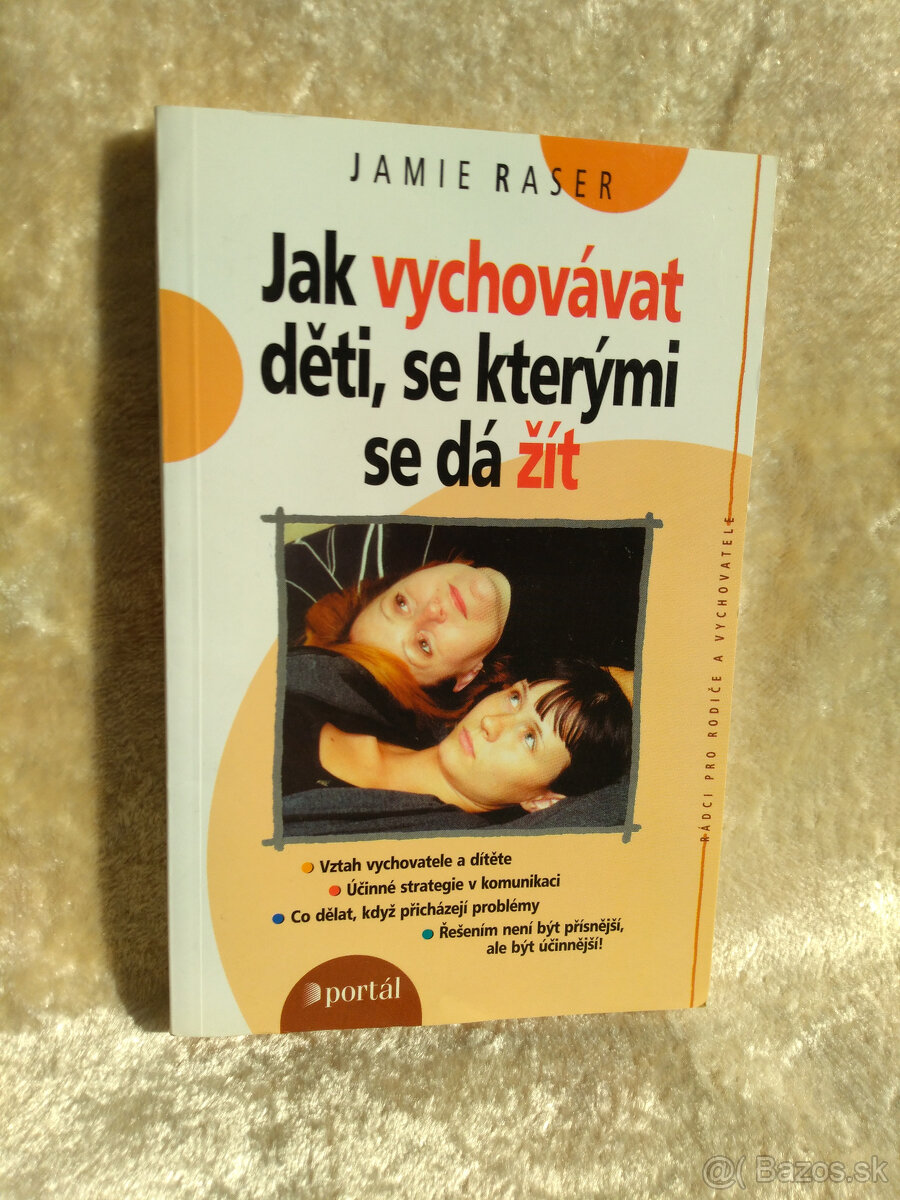 JAMIE RASER
Jak vychovávat
děti, se kterými
se dá žít
RÁDCI PRO RODIČE A VYCHOVATELE
Vztah vychovatele a dítěte
Účinné strategie v komunikaci
Co dělat, když přicházejí problémy
Řešením není být přísnější,
ale být účinnější!
portál
@( Bazos.sk